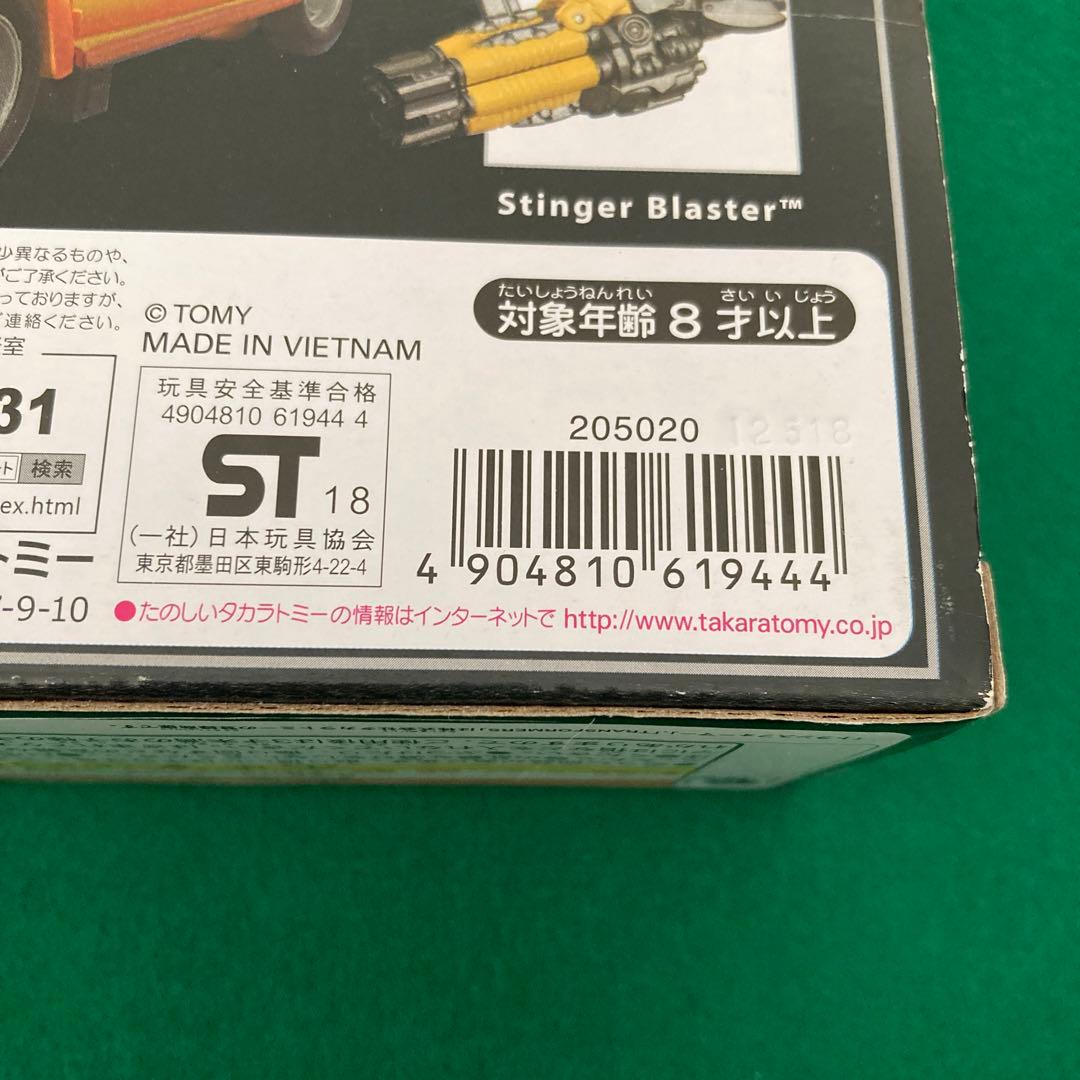 Stinger Blaster™
少異なるものや、
がご了承ください。
っておりますが、
ご連絡ください。
室
31
検索
ex.html
トミー
-9-10
© TOMY
MADE IN VIETNAM
たいしょうねんれい さい い じょう
対象年齢 8 才以上
玩具安全基準合格
4904810 61944 4
ST 18
(一社)日本玩具協会
東京都墨田区東駒形4-22-4
205020
4 904810 619444
●たのしいタカラトミーの情報はインターネットで http://www.takaratomy.co.jp